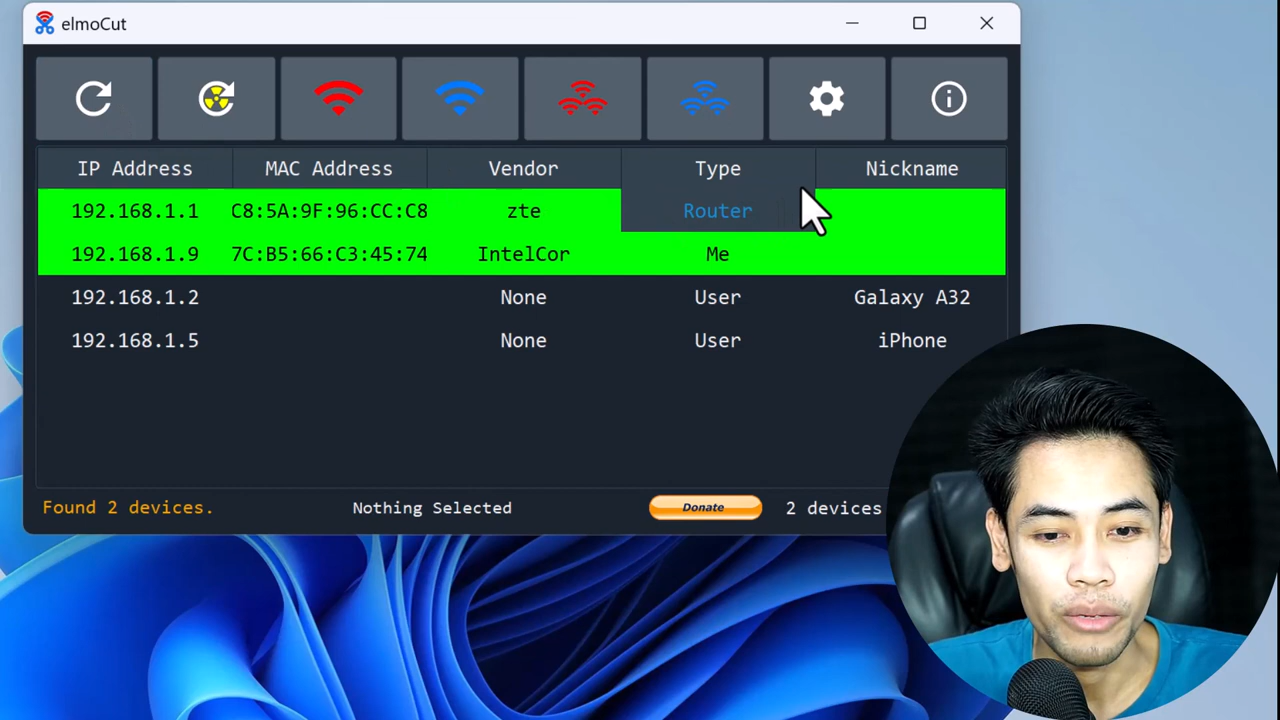 elmoCut
IP Address MAC Address Vendor Type Nickname
192.168.1.1 C8:5A:9F:96:CC:C8 zte Router
192.168.1.9 7C:B5:66:C3:45:74 IntelCor Me
192.168.1.2 None User Galaxy A32
192.168.1.5 None User iPhone
Found 2 devices. Nothing Selected Donate 2 devices